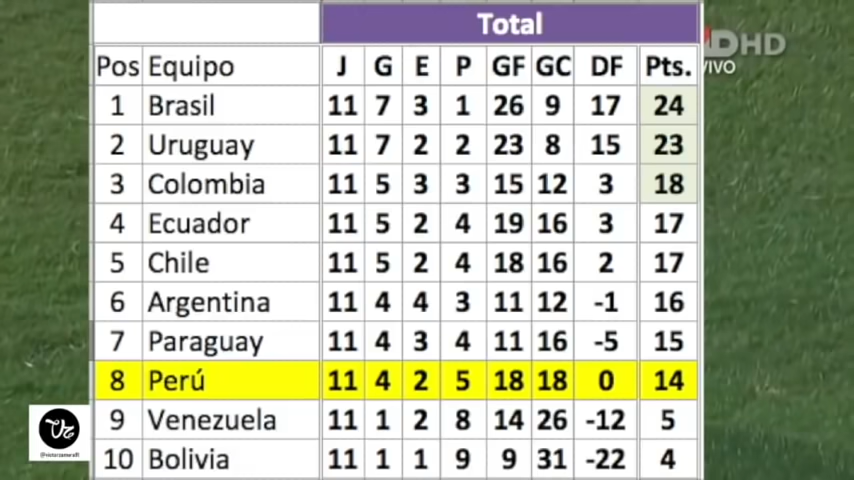 Total
Pos Equipo J G E P GF GC DF Pts.
1 Brasil 11 7 3 1 26 9 17 24
2 Uruguay 11 7 2 2 23 8 15 23
3 Colombia 11 5 3 3 15 12 3 18
4 Ecuador 11 5 2 4 19 16 3 17
5 Chile 11 5 2 4 18 16 2 17
6 Argentina 11 4 4 3 11 12 -1 16
7 Paraguay 11 4 3 4 11 16 -5 15
8 Perú 11 4 2 5 18 18 0 14
9 Venezuela 11 1 2 8 14 26 -12 5
10 Bolivia 11 1 1 9 9 31 -22 4
HD
VIVO